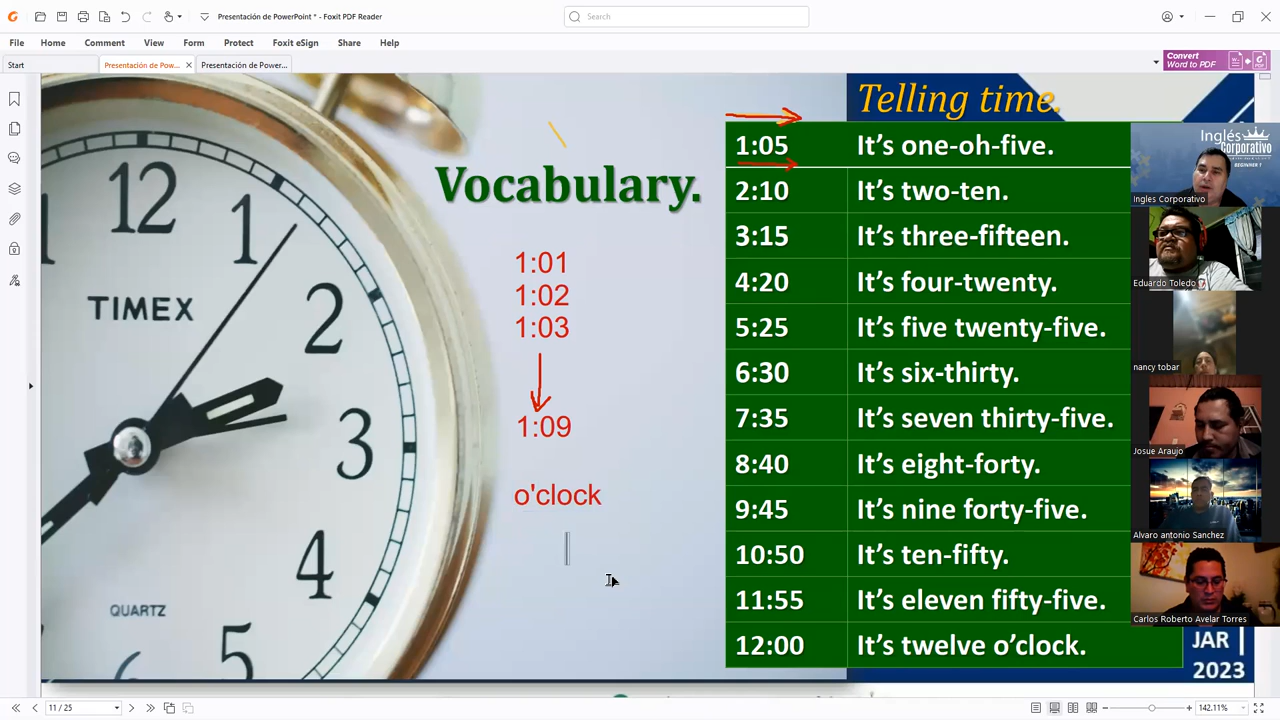 Presentación de PowerPoint * - Foxit PDF Reader
Search
File Home Comment View Form Protect Foxit eSign Share Help
Convert
Word to PDF
Start Presentación de Pow... Presentación de Power...
Telling time.
Vocabulary.
1:01
1:02
1:03
1:09
o'clock
1:05 It's one-oh-five.
2:10 It's two-ten.
3:15 It's three-fifteen.
4:20 It's four-twenty.
5:25 It's five twenty-five.
6:30 It's six-thirty.
7:35 It's seven thirty-five.
8:40 It's eight-forty.
9:45 It's nine forty-five.
10:50 It's ten-fifty.
11:55 It's eleven fifty-five.
12:00 It's twelve o'clock.
12
1
2
TIMEX
3
4
QUARTZ
5
6
Inglés
Corporativo
BEGINNER 1
Ingles Corporativo
Eduardo Toledo
nancy tobar
Josue Araujo
Alvaro antonio Sanchez
Carlos Roberto Avelar Torres
JAR |
2023
11 / 25
142.11%